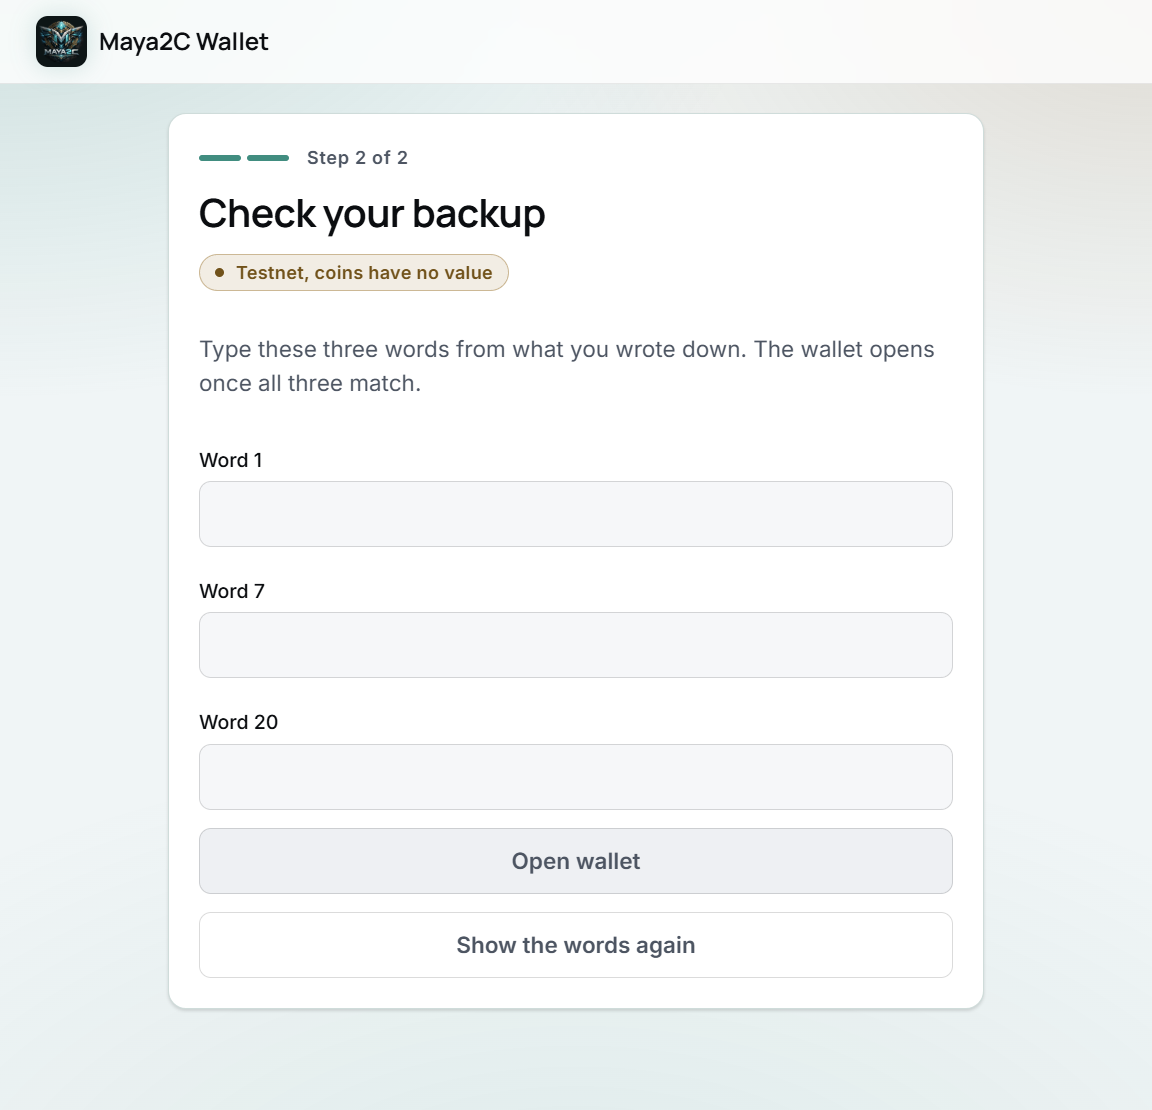 MAYA2C
Maya2C Wallet
Step 2 of 2
Check your backup
Testnet, coins have no value
Type these three words from what you wrote down. The wallet opens
once all three match.
Word 1
Word 7
Word 20
Open wallet
Show the words again